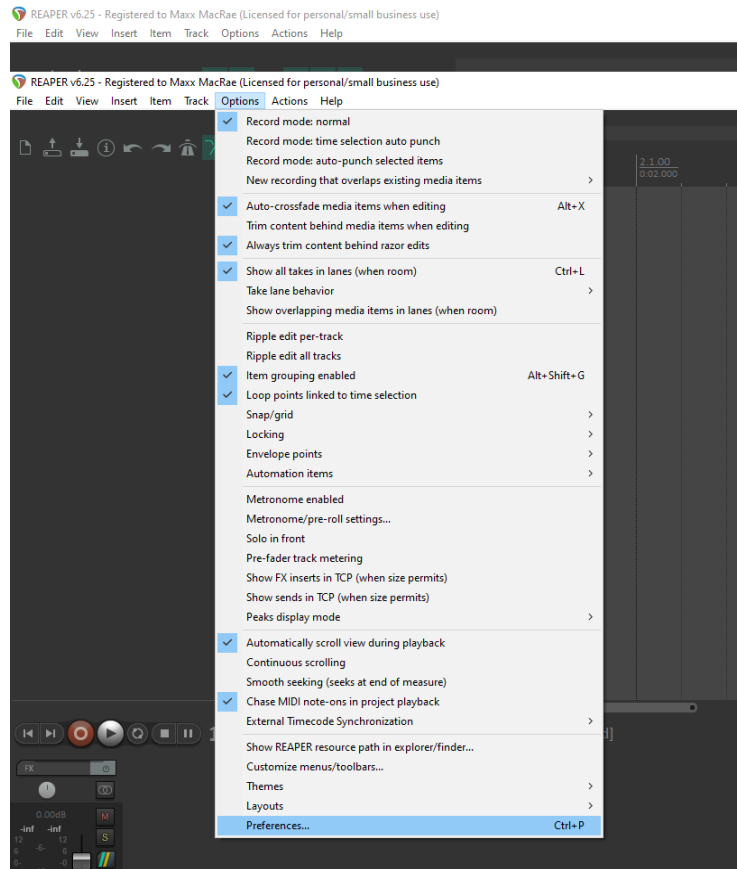 REAPER v6.25 - Registered to Maxx MacRae (Licensed for personal/small business use)
File Edit View Insert Item Track Options Actions Help
REAPER v6.25 - Registered to Maxx MacRae (Licensed for personal/small business use)
File Edit View Insert Item Track Options Actions Help
Record mode: normal
Record mode: time selection auto punch
Record mode: auto-punch selected items
2.1.00
0:02.000
New recording that overlaps existing media items
Auto-crossfade media items when editing Alt+X
Trim content behind media items when editing
Always trim content behind razor edits
Show all takes in lanes (when room) Ctrl+L
Take lane behavior
Show overlapping media items in lanes (when room)
Ripple edit per-track
Ripple edit all tracks
Item grouping enabled Alt+Shift+G
Loop points linked to time selection
Snap/grid
Locking
Envelope points
Automation items
Metronome enabled
Metronome/pre-roll settings...
Solo in front
Pre-fader track metering
Show FX inserts in TCP (when size permits)
Show sends in TCP (when size permits)
Peaks display mode
Automatically scroll view during playback
Continuous scrolling
Smooth seeking (seeks at end of measure)
Chase MIDI note-ons in project playback
External Timecode Synchronization
Show REAPER resource path in explorer/finder...
Customize menus/toolbars...
Themes
Layouts
Preferences... Ctrl+P
FX
0.00dB M
-inf -inf
12 12 S
6 -6- 6
0- -0